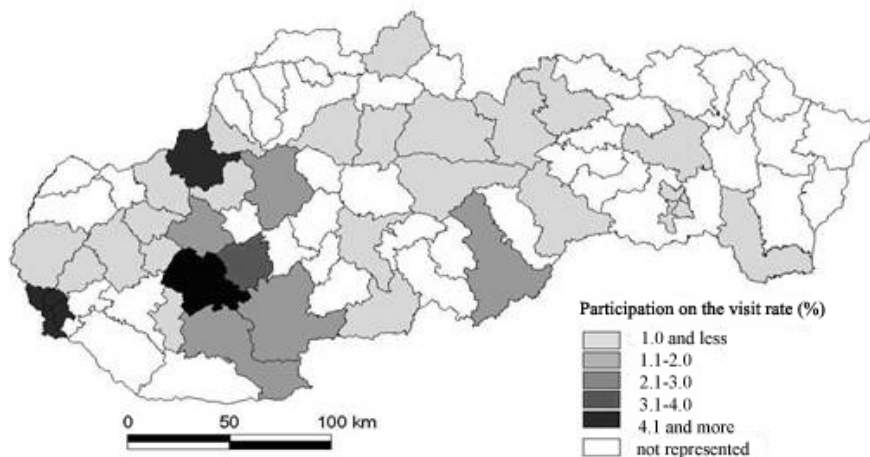 Participation on the visit rate (%)
1.0 and less
1.1-2.0
2.1-3.0
3.1-4.0
4.1 and more
not represented
0 50 100 km